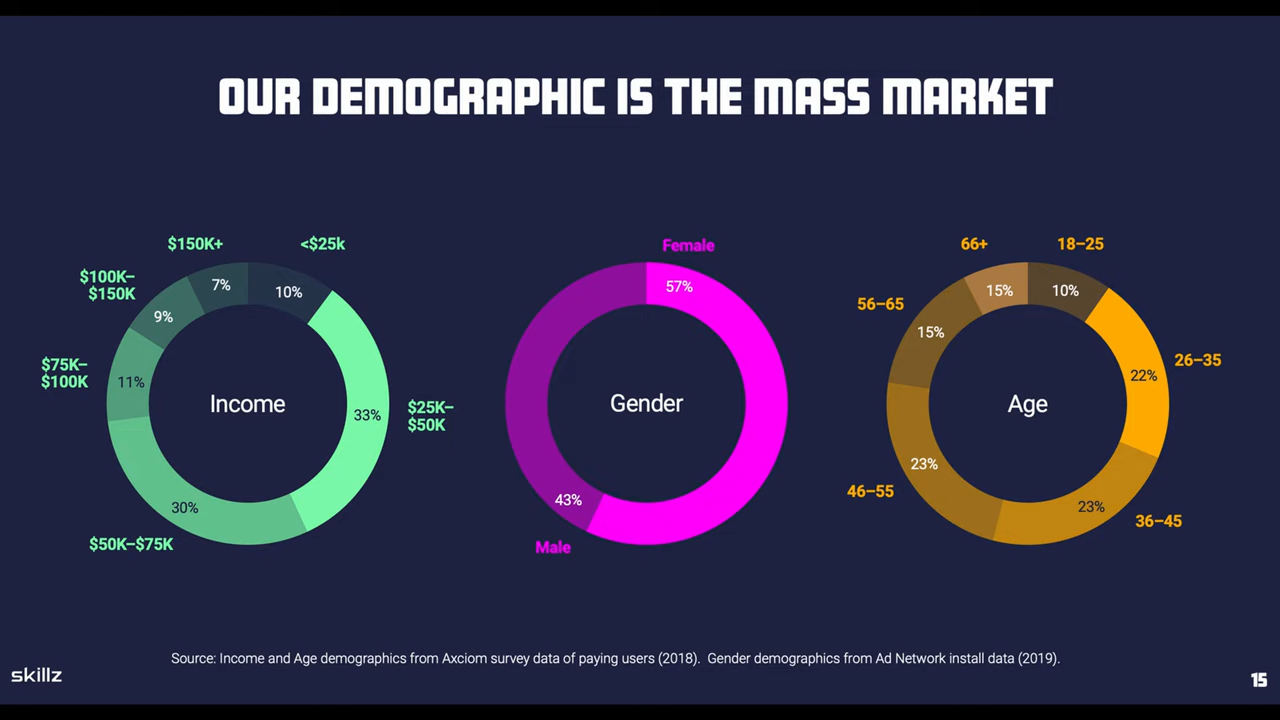 OUR DEMOGRAPHIC IS THE MASS MARKET
$150K+
<$25k
$100K–
$150K
7%
10%
9%
$75K–
$100K
11%
Income
33%
$25K–
$50K
30%
$50K–$75K
Female
57%
Gender
43%
Male
66+
18–25
56–65
15%
10%
15%
26–35
22%
Age
23%
46–55
23%
36–45
Source: Income and Age demographics from Axciom survey data of paying users (2018). Gender demographics from Ad Network install data (2019).
skillz
15